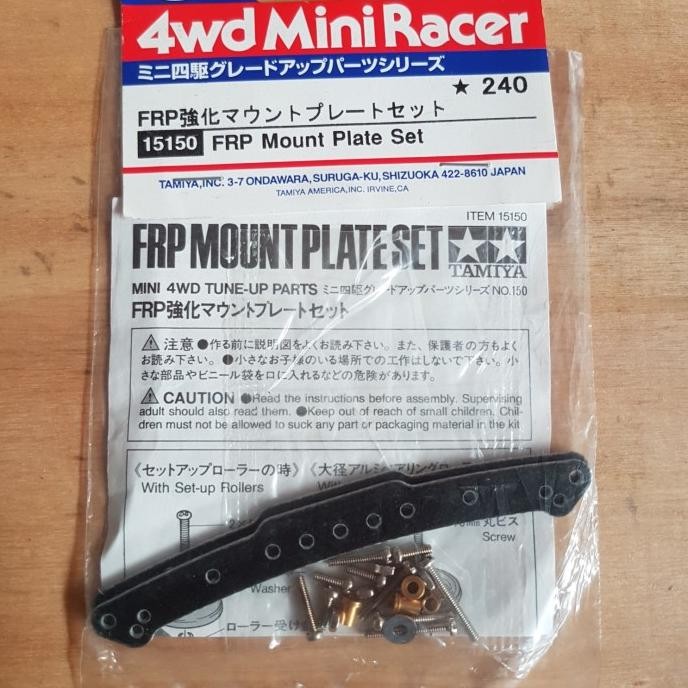 4wd Mini Racer
ミニ四駆グレードアップパーツシリーズ
★ 240
FRP強化マウントプレートセット
15150 FRP Mount Plate Set
TAMIYA,INC. 3-7 ONDAWARA, SURUGA-KU, SHIZUOKA 422-8610 JAPAN
TAMIYA AMERICA, INC. IRVINE, CA
ITEM 15150
FRP MOUNT PLATE SET
TAMIYA
MINI 4WD TUNE-UP PARTS ミニ四駆グレードアップパーツシリーズ NO.150
FRP強化マウントプレートセット
注意 ●作る前に説明図をよくお読み下さい。また、保護者の方もよく
お読み下さい。●小さなお子様のいる場所での工作はしないで下さい。小
さな部品やビニール袋を口に入れるなどの危険があります。
CAUTION ●Read the instructions before assembly. Supervising
adult should also read them. ●Keep out of reach of small children. Chil-
dren must not be allowed to suck any part or packaging material in the kit
《セットアップローラーの時》
With Set-up Rollers
《大径アルミ
丸ビス
Screw
Washer
ローラー受け